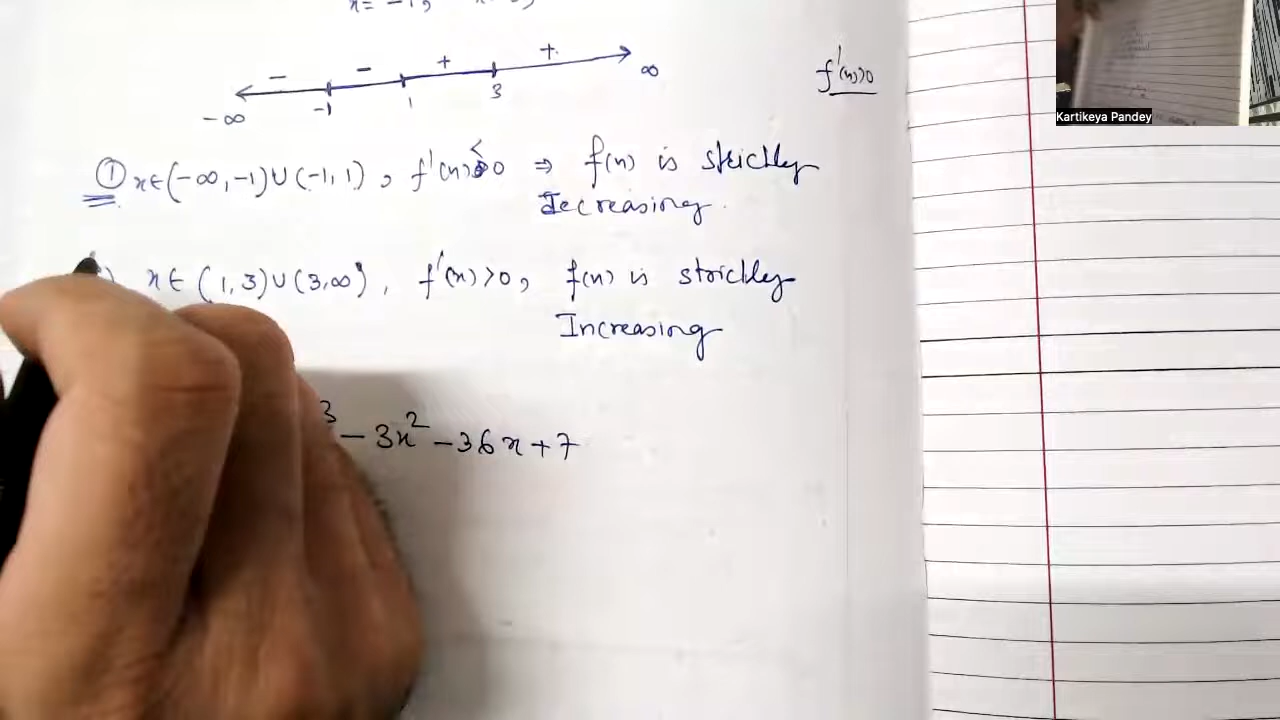 x = -1,
- - + +
-∞ -1 1 3 ∞
f'(x)>0
Kartikeya Pandey
① x∈(-∞,-1)∪(-1,1), f'(x)<0 ⇒ f(x) is strictly
Decreasing.
x∈(1,3)∪(3,∞), f'(x)>0, f(x) is strictly
Increasing
3 - 3x² - 36x + 7